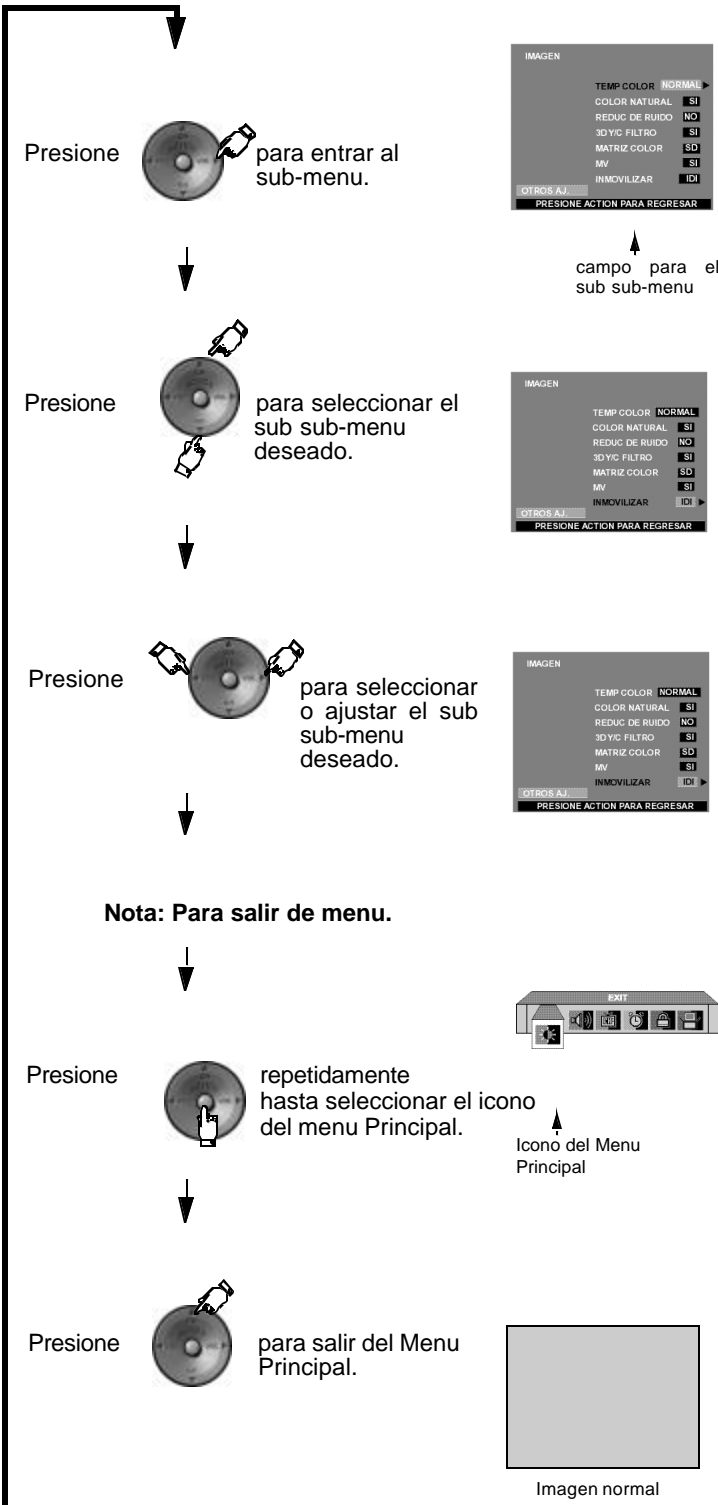 Presione
para entrar al
sub-menu.
IMAGEN
TEMP COLOR NORMAL
COLOR NATURAL SI
REDUC DE RUIDO NO
3D Y/C FILTRO SI
MATRIZ COLOR SD
MV SI
INMOVILIZAR IDI
OTROS AJ.
PRESIONE ACTION PARA REGRESAR
campo para el
sub sub-menu
Presione
para seleccionar el
sub sub-menu
deseado.
IMAGEN
TEMP COLOR NORMAL
COLOR NATURAL SI
REDUC DE RUIDO NO
3D Y/C FILTRO SI
MATRIZ COLOR SD
MV SI
INMOVILIZAR IDI
OTROS AJ.
PRESIONE ACTION PARA REGRESAR
Presione
para seleccionar
o ajustar el sub
sub-menu
deseado.
IMAGEN
TEMP COLOR NORMAL
COLOR NATURAL SI
REDUC DE RUIDO NO
3D Y/C FILTRO SI
MATRIZ COLOR SD
MV SI
INMOVILIZAR IDI
OTROS AJ.
PRESIONE ACTION PARA REGRESAR
Nota: Para salir de menu.
Presione
repetidamente
hasta seleccionar el icono
del menu Principal.
EXIT
Icono del Menu
Principal
Presione
para salir del Menu
Principal.
Imagen normal